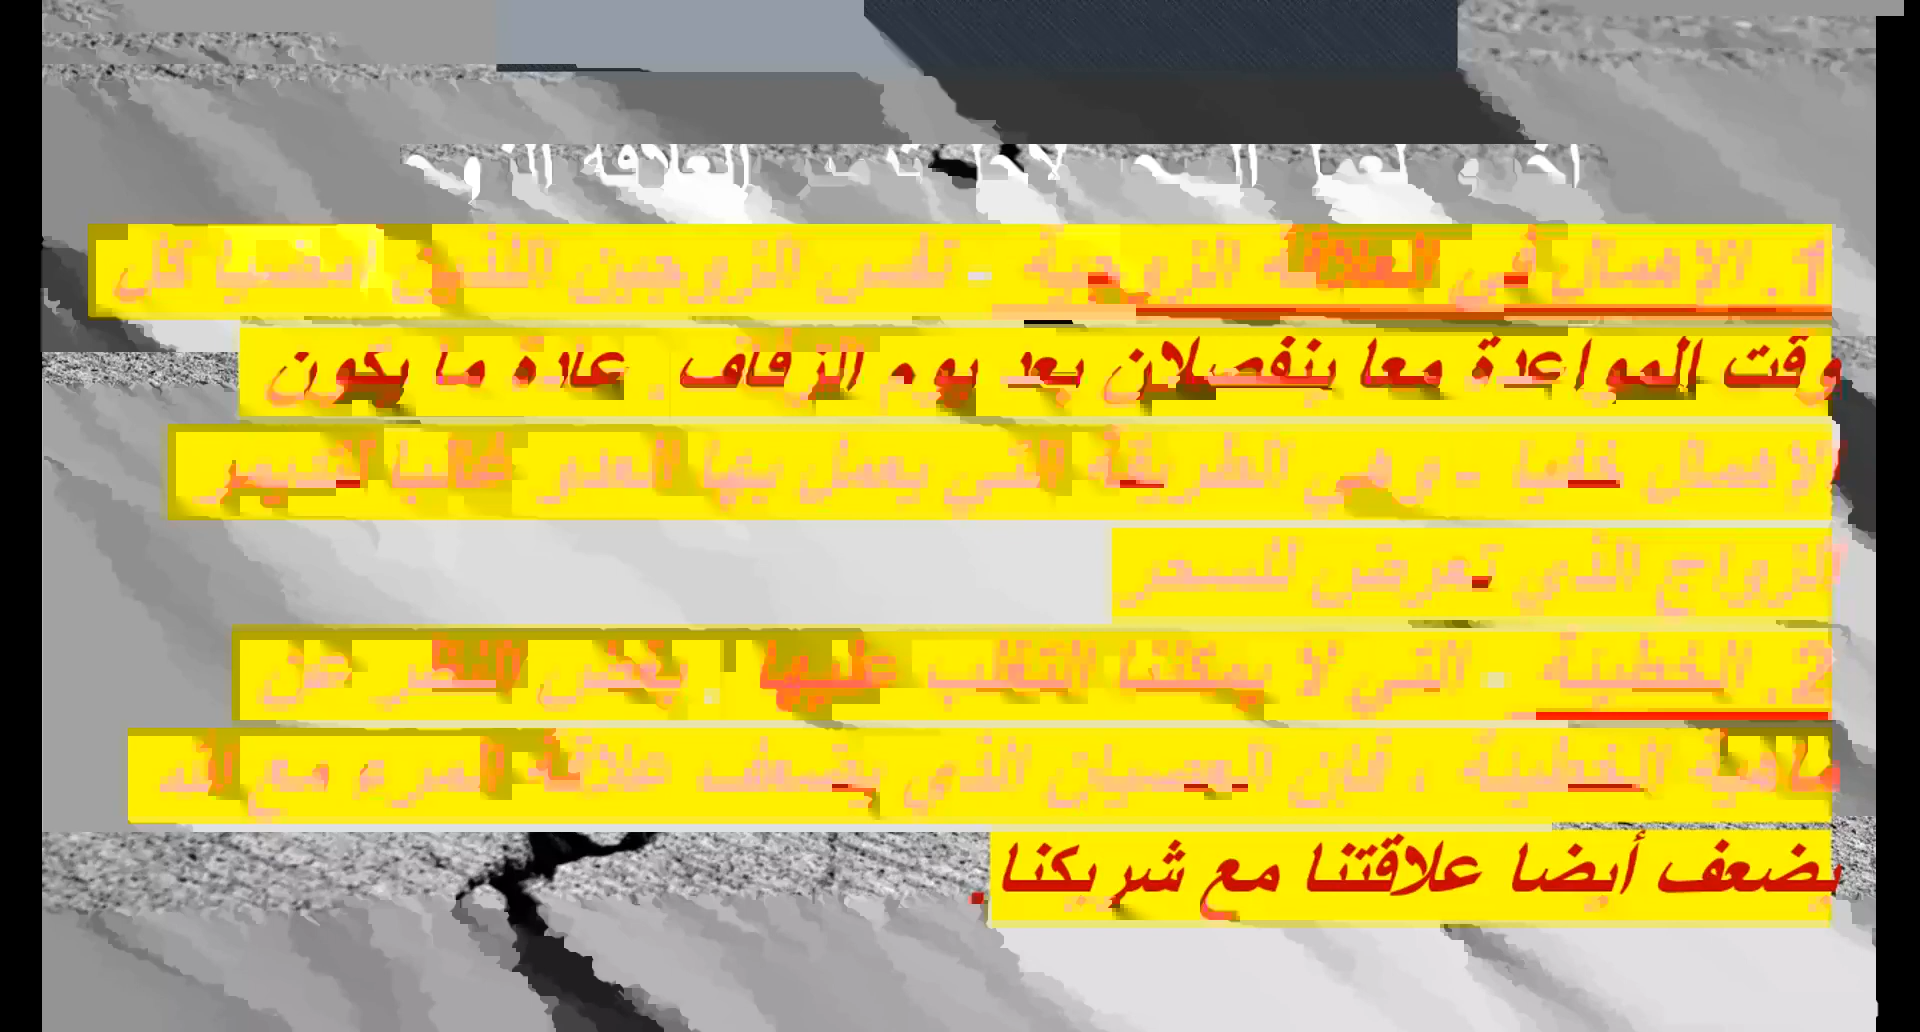 1. الإهمال في العلاقة الزوجية - نفس الزوجين اللذين أمضيا كل
وقت المواعدة معا ينفصلان بعد يوم الزفاف . عادة ما يكون
الإهمال خفيا - وهي الطريقة التي يعمل بها العدو غالبا لتدمير
الزواج الذي تعرض للسحر
2. الخطيئة - التي لا يمكننا التغلب عليها . بغض النظر عن
ماهية الخطيئة ، فإن العصيان الذي يضعف علاقة المرء مع الله
يضعف أيضا علاقتنا مع شريكنا.